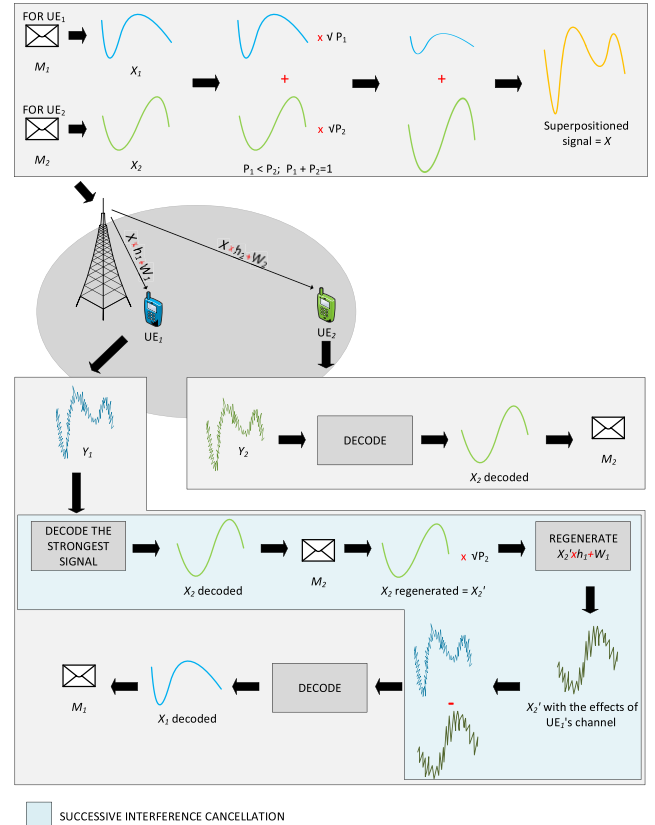 FOR UE1
M1
X1
x √ P1
+
+
FOR UE2
M2
X2
x √P2
P1 < P2;  P1 + P2=1
Superpositioned
signal = X
X x h1+W1
X x h2+W2
UE1
UE2
Y1
Y2
DECODE
X2 decoded
M2
DECODE THE
STRONGEST
SIGNAL
X2 decoded
M2
x √P2
X2 regenerated = X2'
REGENERATE
X2'xh1+W1
X2' with the effects of
UE1's channel
-
DECODE
X1 decoded
M1
SUCCESSIVE INTERFERENCE CANCELLATION